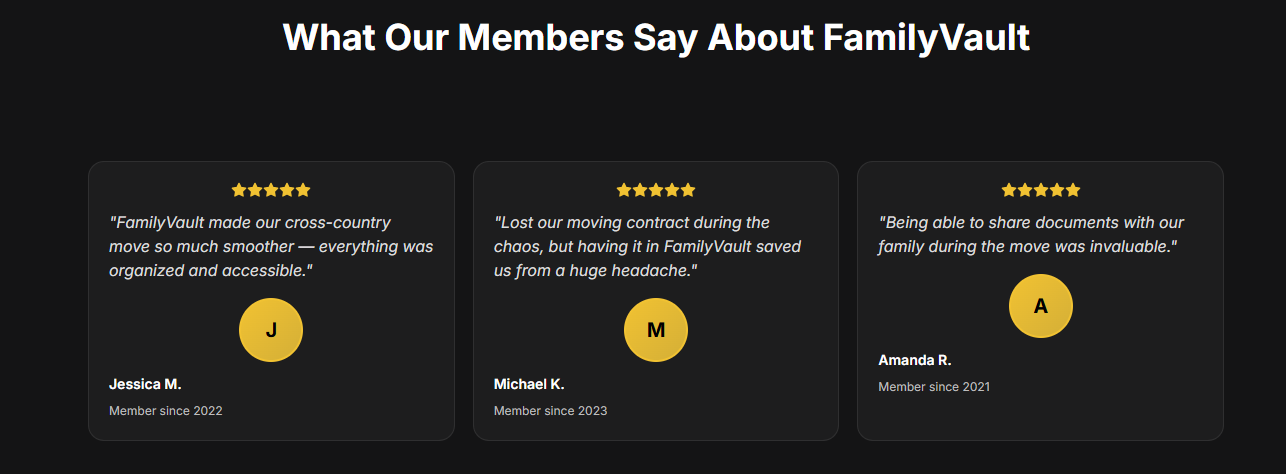 What Our Members Say About FamilyVault
"FamilyVault made our cross-country
move so much smoother — everything was
organized and accessible."
J
Jessica M.
Member since 2022
"Lost our moving contract during the
chaos, but having it in FamilyVault saved
us from a huge headache."
M
Michael K.
Member since 2023
"Being able to share documents with our
family during the move was invaluable."
A
Amanda R.
Member since 2021